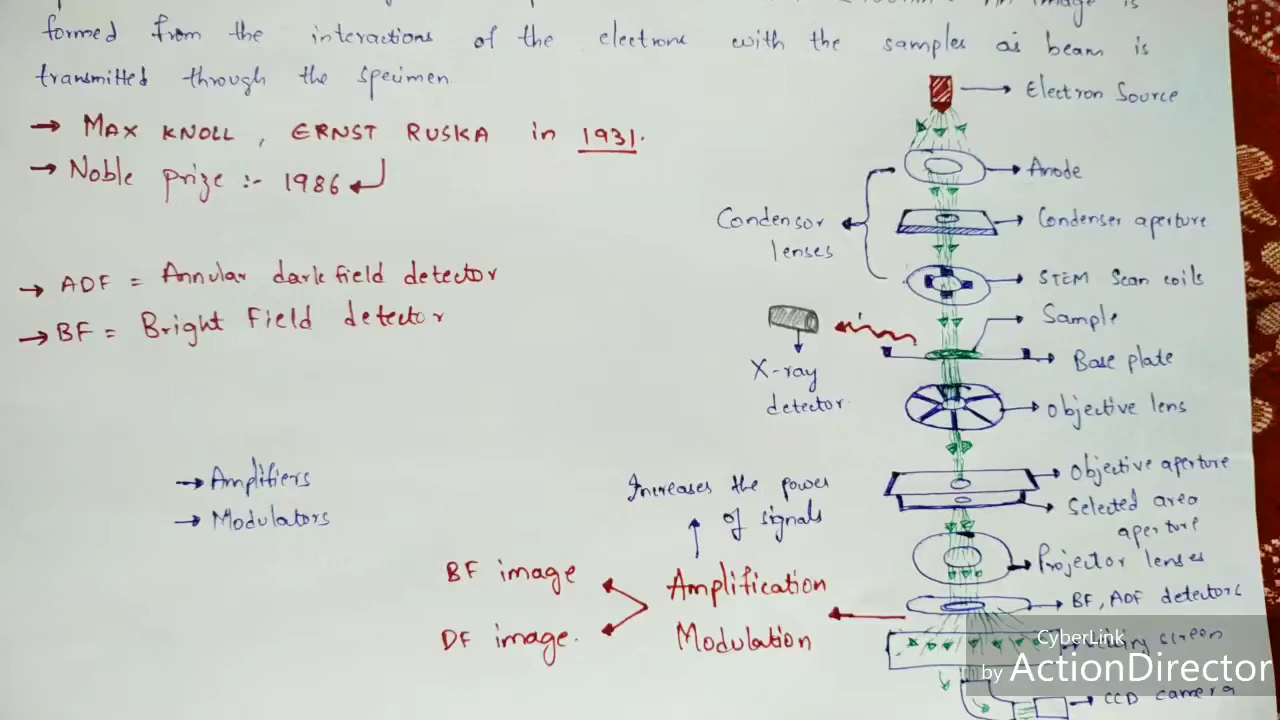 image is
formed from the interactions of the electrons with the samples as beam is
transmitted through the specimen
→ MAX KNOLL, ERNST RUSKA in 1931.
→ Noble prize :- 1986
→ ADF = Annular dark field detector
→ BF = Bright Field detector
→ Amplifiers
→ Modulators
Electron Source
Anode
Condensor
lenses
Condenser aperture
STEM Scan coils
Sample
Base plate
X-ray
detector
Objective lens
Objective aperture
Selected area
aperture
Projector lenses
BF, ADF detectors
Increases the power
of signals
Amplification
Modulation
BF image
DF image.
screen
CCD camera
CyberLink
by ActionDirector